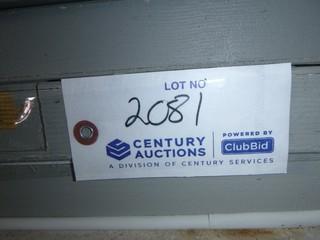 LOT NO
2081
CENTURY AUCTIONS
POWERED BY
ClubBid
A DIVISION OF CENTURY SERVICES